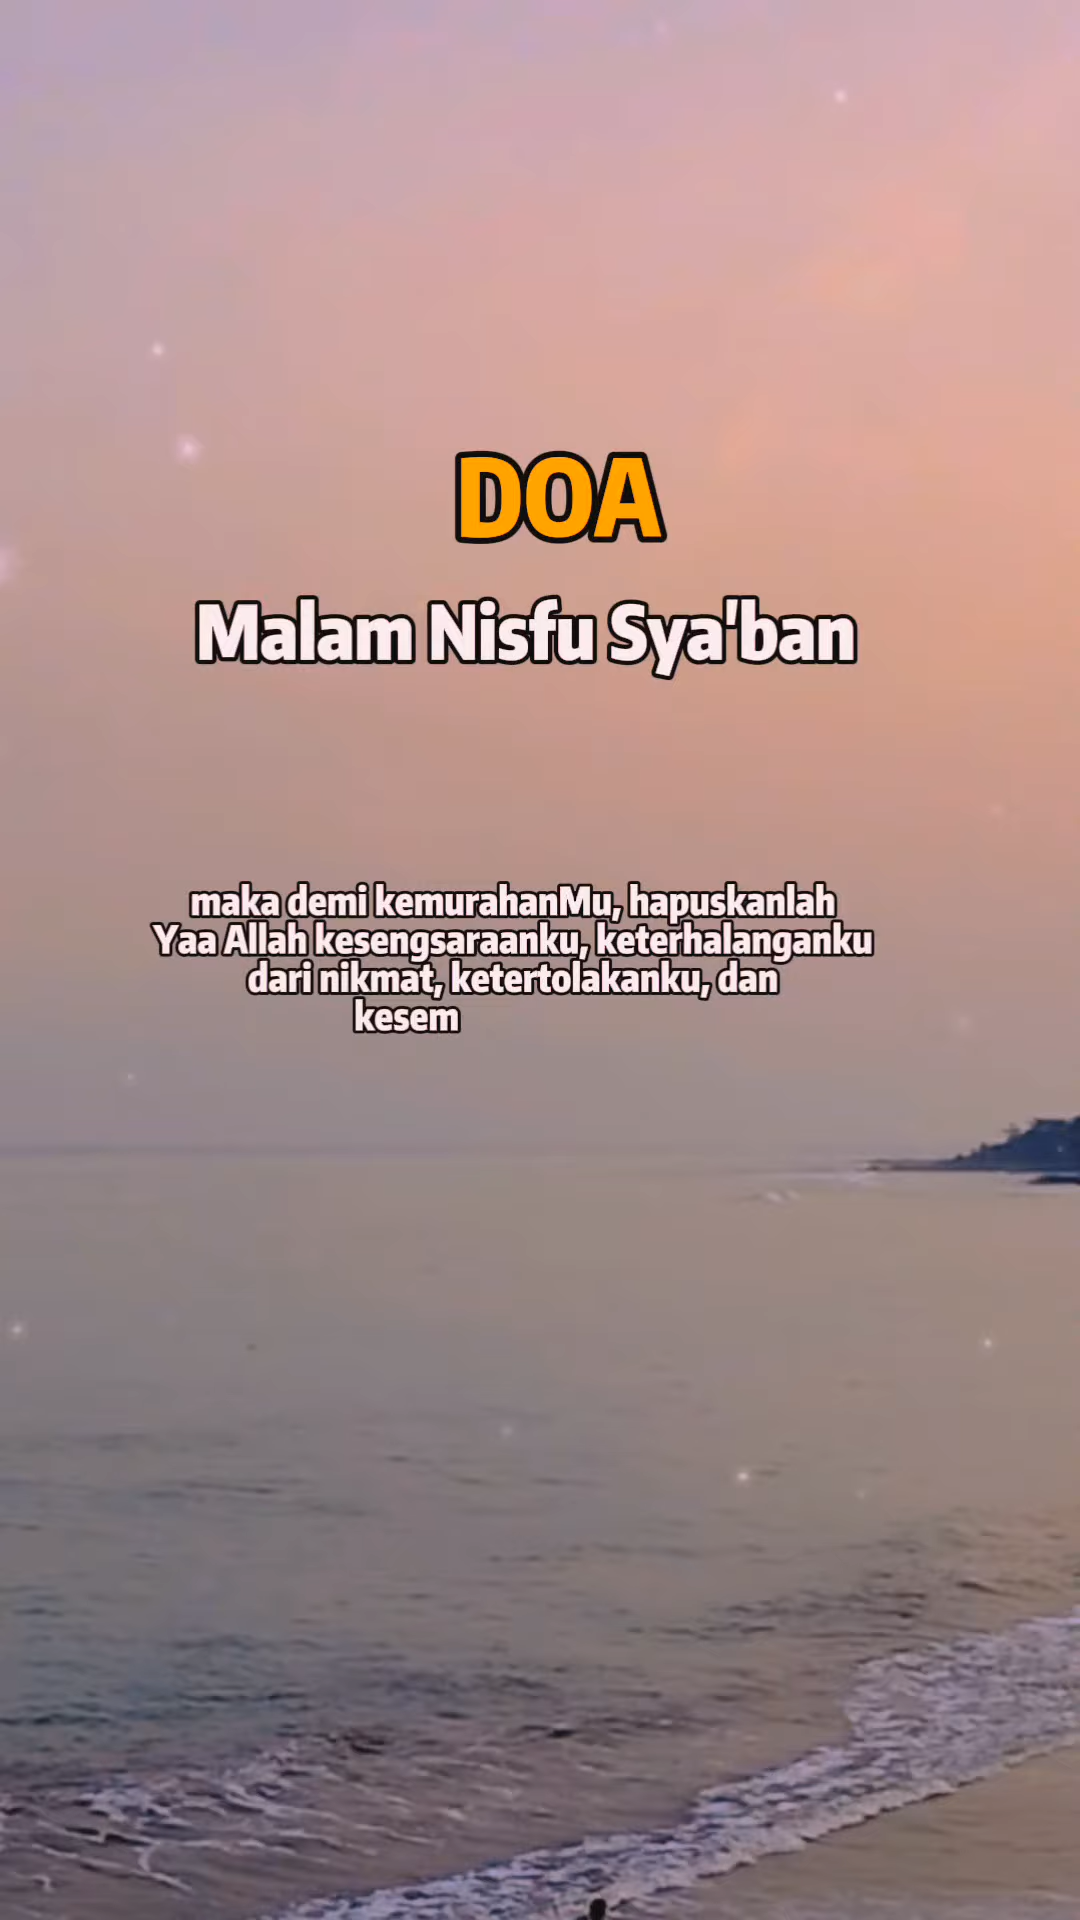 DOA
Malam Nisfu Sya'ban
maka demi kemurahanMu, hapuskanlah
Yaa Allah kesengsaraanku, keterhalanganku
dari nikmat, ketertolakanku, dan
kesem